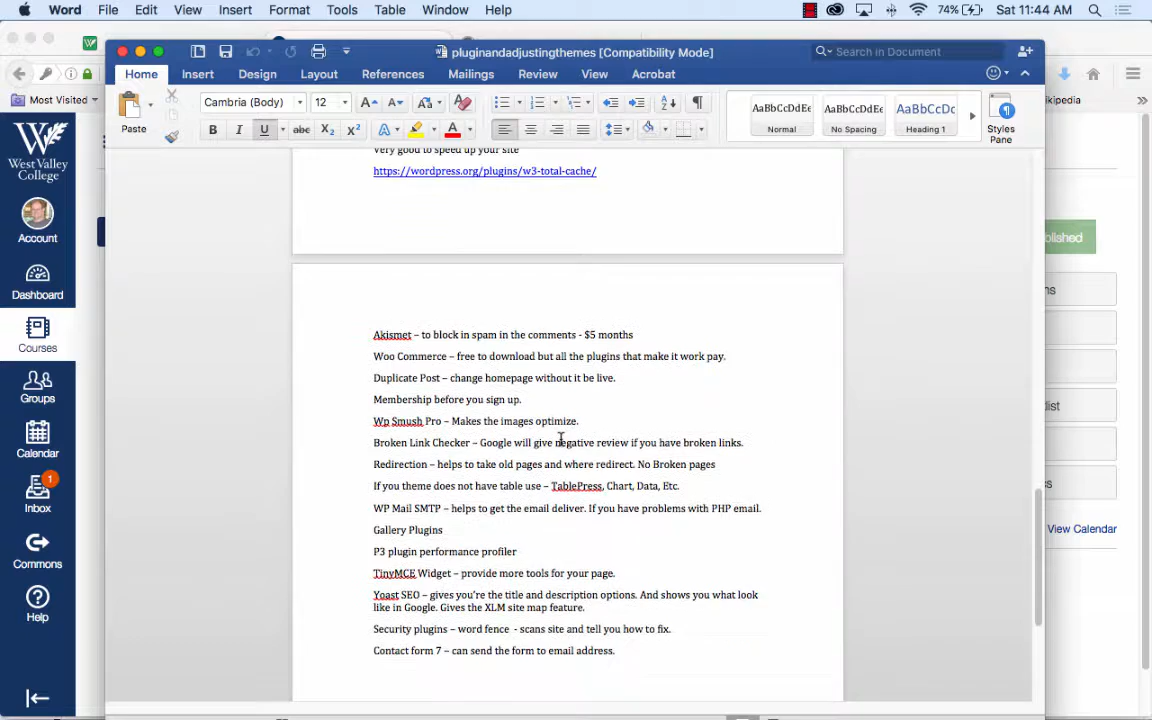 Word File Edit View Insert Format Tools Table Window Help 74% Sat 11:44 AM
pluginandadjustingthemes [Compatibility Mode] Search in Document
Home Insert Design Layout References Mailings Review View Acrobat
Most Visited
Paste Cambria (Body) 12
B I U abc X₂ X²
AaBbCcDdEe AaBbCcDdEe AaBbCcDc
Normal No Spacing Heading 1 Styles Pane
West Valley College
Account
Dashboard
Courses
Groups
Calendar
1
Inbox
Commons
Help
Very good to speed up your site
https://wordpress.org/plugins/w3-total-cache/
Akismet – to block in spam in the comments - $5 months
Woo Commerce – free to download but all the plugins that make it work pay.
Duplicate Post – change homepage without it be live.
Membership before you sign up.
Wp Smush Pro – Makes the images optimize.
Broken Link Checker – Google will give negative review if you have broken links.
Redirection – helps to take old pages and where redirect. No Broken pages
If you theme does not have table use – TablePress, Chart, Data, Etc.
WP Mail SMTP – helps to get the email deliver. If you have problems with PHP email.
Gallery Plugins
P3 plugin performance profiler
TinyMCE Widget – provide more tools for your page.
Yoast SEO – gives you're the title and description options. And shows you what look
like in Google. Gives the XLM site map feature.
Security plugins – word fence - scans site and tell you how to fix.
Contact form 7 – can send the form to email address.
View Calendar